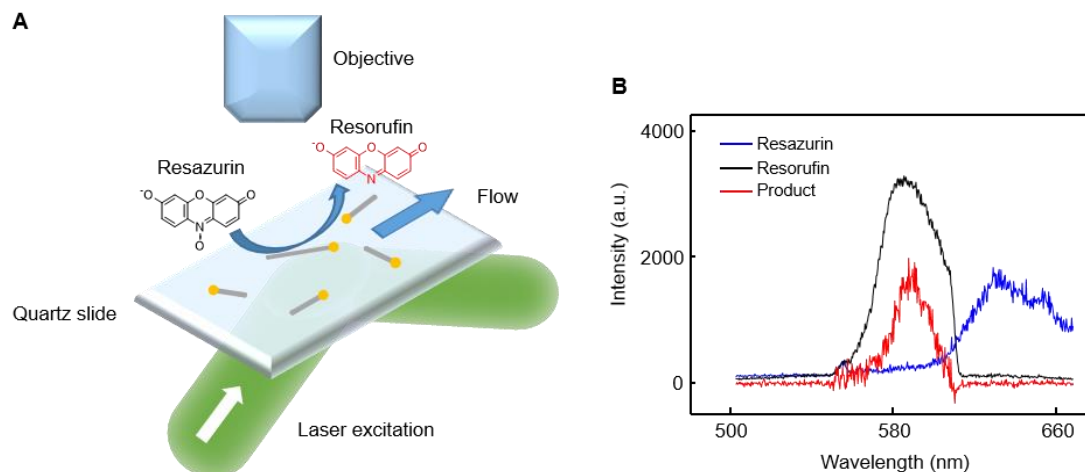 A
Objective
Resorufin
-O
O
O
N
Resazurin
-O
O
O
N
O
Flow
Quartz slide
Laser excitation
B
4000
2000
0
Intensity (a.u.)
Resazurin
Resorufin
Product
500
580
660
Wavelength (nm)